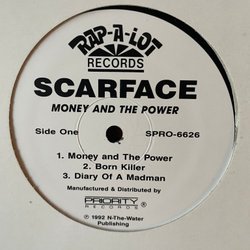 RAP-A-LOT
RECORDS
SCARFACE
MONEY AND THE POWER
Side One SPRO-6626
1. Money and The Power
2. Born Killer
3. Diary Of A Madman
Manufactured & Distributed by
PRIORITY
RECORDS
℗ 1992 N-The-Water
Publishing